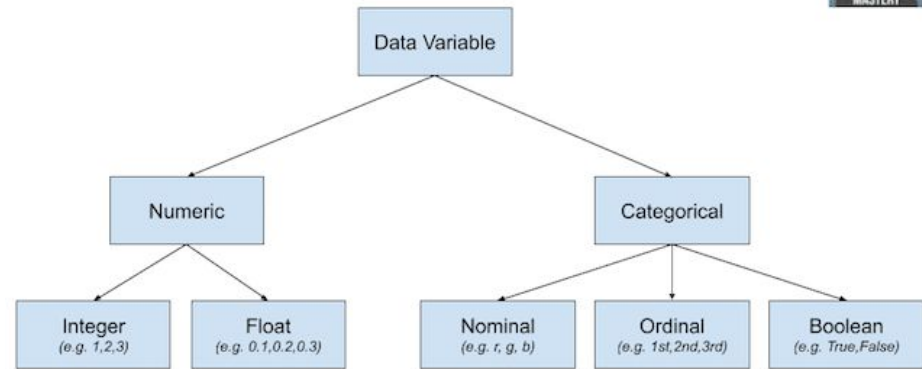 MASTERY
Data Variable
Numeric
Categorical
Integer
(e.g. 1,2,3)
Float
(e.g. 0.1,0.2,0.3)
Nominal
(e.g. r, g, b)
Ordinal
(e.g. 1st,2nd,3rd)
Boolean
(e.g. True,False)